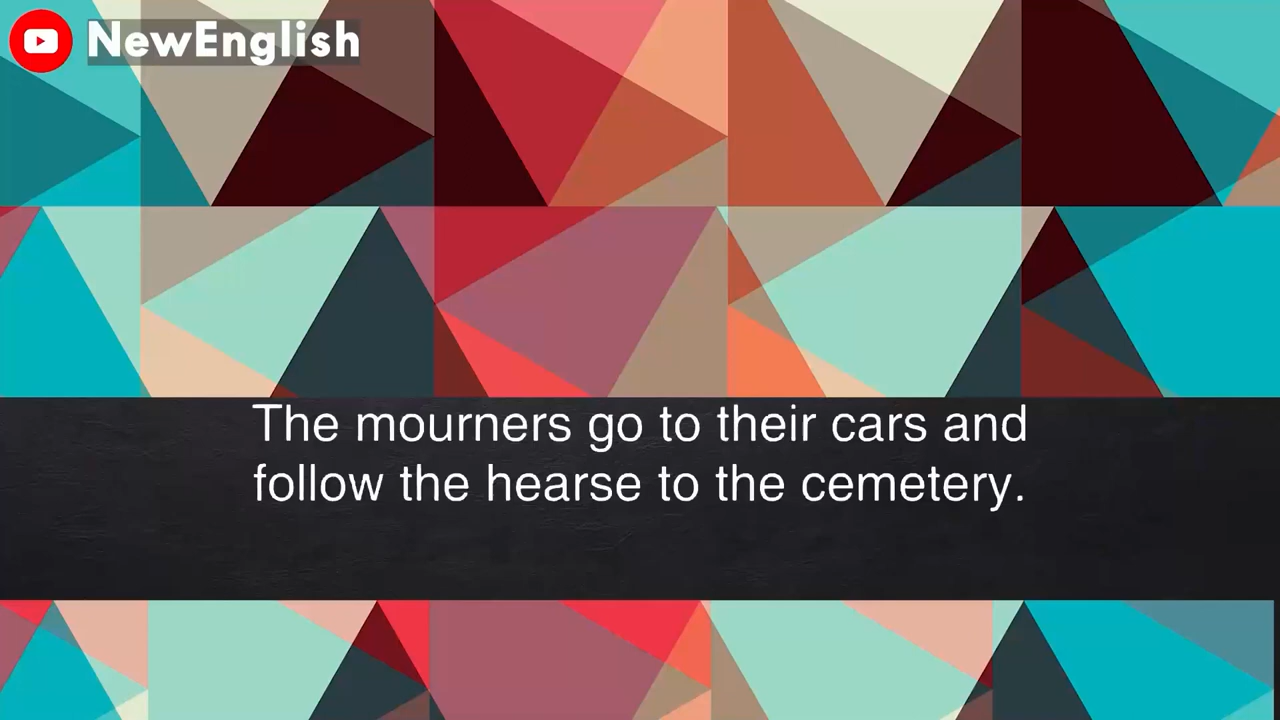 NewEnglish
The mourners go to their cars and
follow the hearse to the cemetery.